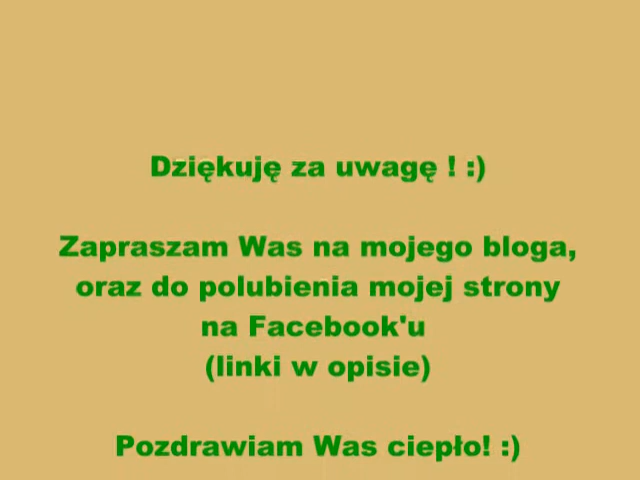 Dziękuję za uwagę ! :)
Zapraszam Was na mojego bloga,
oraz do polubienia mojej strony
na Facebook'u
(linki w opisie)
Pozdrawiam Was ciepło! :)